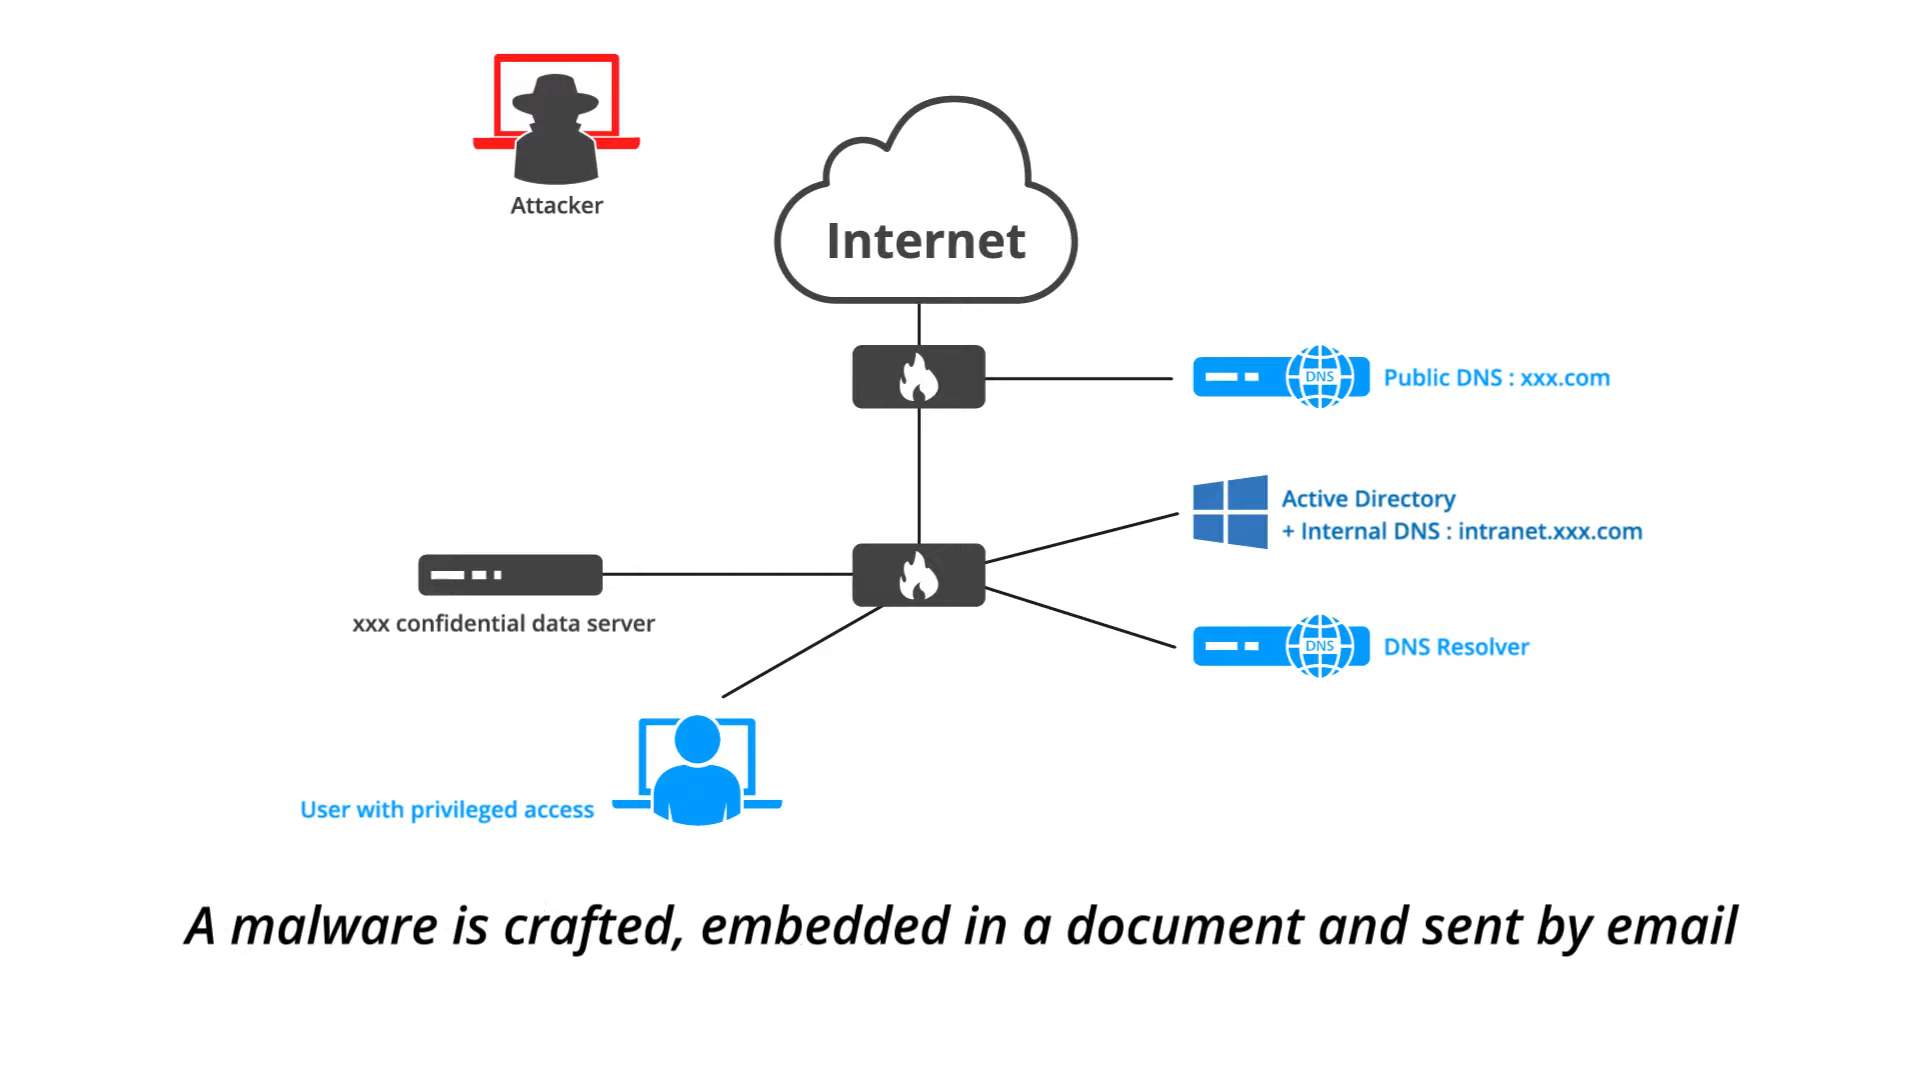 Attacker
Internet
DNS
Public DNS : xxx.com
Active Directory
+ Internal DNS : intranet.xxx.com
xxx confidential data server
DNS
DNS Resolver
User with privileged access
A malware is crafted, embedded in a document and sent by email